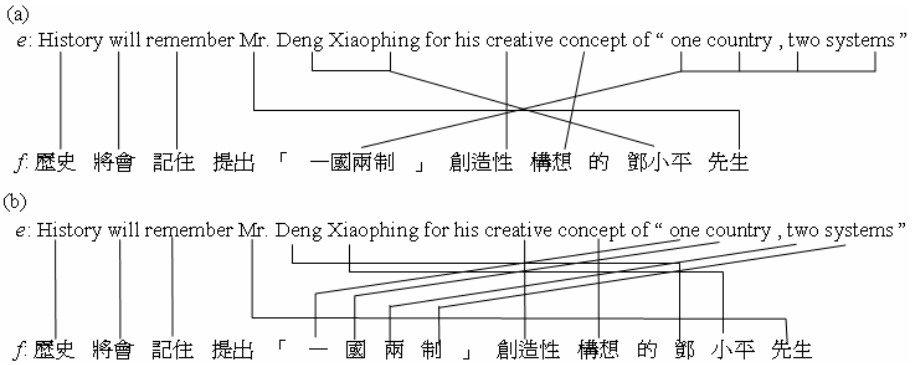 (a)
e: History will remember Mr. Deng Xiaophing for his creative concept of “ one country , two systems ”
f: 歷史 將會 記住 提出 「 一國兩制 」 創造性 構想 的 鄧小平 先生
(b)
e: History will remember Mr. Deng Xiaophing for his creative concept of “ one country , two systems ”
f: 歷史 將會 記住 提出 「 一 國 兩 制 」 創造性 構想 的 鄧 小平 先生